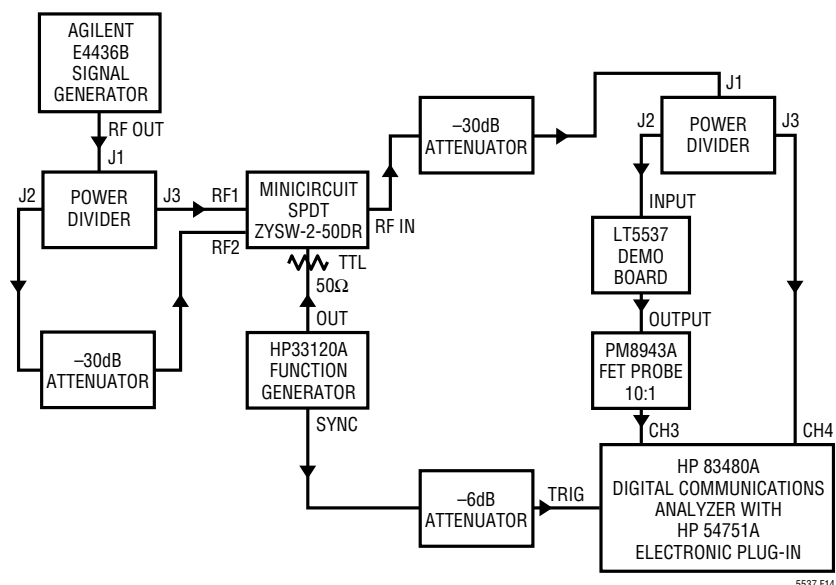 AGILENT
E4436B
SIGNAL
GENERATOR
RF OUT
J1
J2
POWER
DIVIDER
J3
RF1
RF2
MINICIRCUIT
SPDT
ZYSW-2-50DR
RF IN
TTL
50Ω
OUT
–30dB
ATTENUATOR
HP33120A
FUNCTION
GENERATOR
SYNC
–30dB
ATTENUATOR
J1
J2
POWER
DIVIDER
J3
INPUT
LT5537
DEMO
BOARD
OUTPUT
PM8943A
FET PROBE
10:1
CH3
CH4
–6dB
ATTENUATOR
TRIG
HP 83480A
DIGITAL COMMUNICATIONS
ANALYZER WITH
HP 54751A
ELECTRONIC PLUG-IN
5537 F14